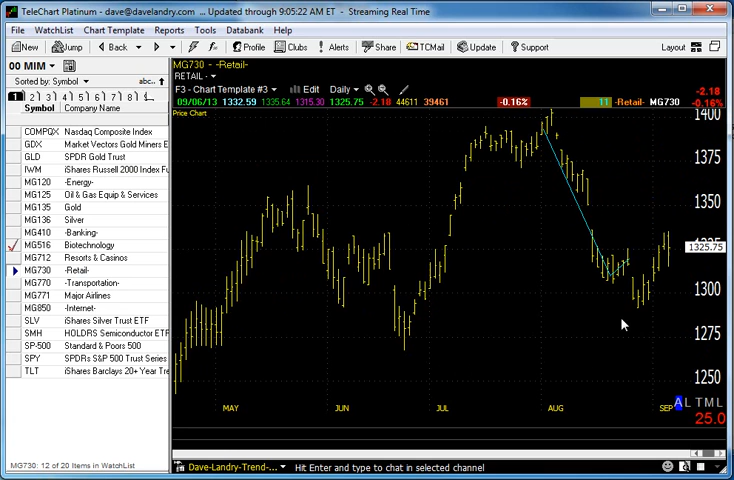 TeleChart Platinum - dave@davelandry.com ... Updated through 9:05:22 AM ET - Streaming Real Time
File WatchList Chart Template Reports Tools Databank Help
New Jump Back Profile Clubs Alerts Share TCMail Update Support Layout
00 MIM
Sorted by: Symbol abc..
1 2 3 4 5 6 7 8
Symbol Company Name
COMPQX Nasdaq Composite Index
GDX Market Vectors Gold Miners E
GLD SPDR Gold Trust
IWM iShares Russell 2000 Index Fu
MG120 -Energy-
MG125 Oil & Gas Equip & Services
MG135 Gold
MG136 Silver
MG410 -Banking-
MG516 Biotechnology
MG712 Resorts & Casinos
MG730 -Retail-
MG770 -Transportation-
MG771 Major Airlines
MG850 -Internet-
SLV iShares Silver Trust ETF
SMH HOLDRS Semiconductor ETF
SP-500 Standard & Poors 500
SPY SPDRs S&P 500 Trust Series
TLT iShares Barclays 20+ Year Tre
MG730: 12 of 20 Items in WatchList
MG730 - -Retail-
RETAIL -
F3 - Chart Template #3 Edit Daily
-2.18
09/06/13 1332.59 1335.64 1315.30 1325.75 -2.18 44611 39461 -0.16% 11 -Retail- MG730 -0.16%
Price Chart
1400
1375
1350
1325.75
1300
1275
1250
MAY JUN JUL AUG SEP
A L T M L
25.0
Dave-Landry-Trend-... Hit Enter and type to chat in selected channel